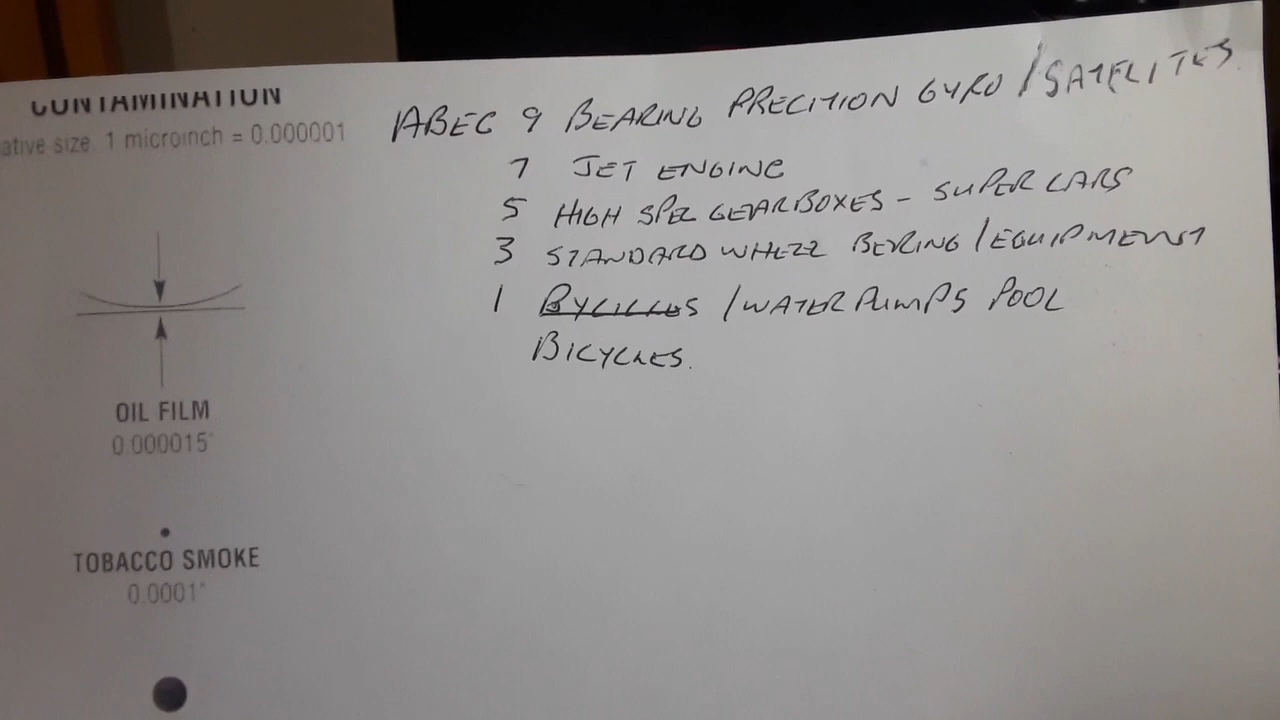 CONTAMINATION
ative size. 1 microinch = 0.000001
ABEC 9 BEARING PRECITION GYRO / SATELITES
7 JET ENGINE
5 HIGH SPEC GEARBOXES - SUPER CARS
3 STANDARD WHEEL BERING / EQUIPMENT
1 BYCICLES / WATER PUMPS POOL
BICYCLES.
OIL FILM
0.000015"
TOBACCO SMOKE
0.0001"